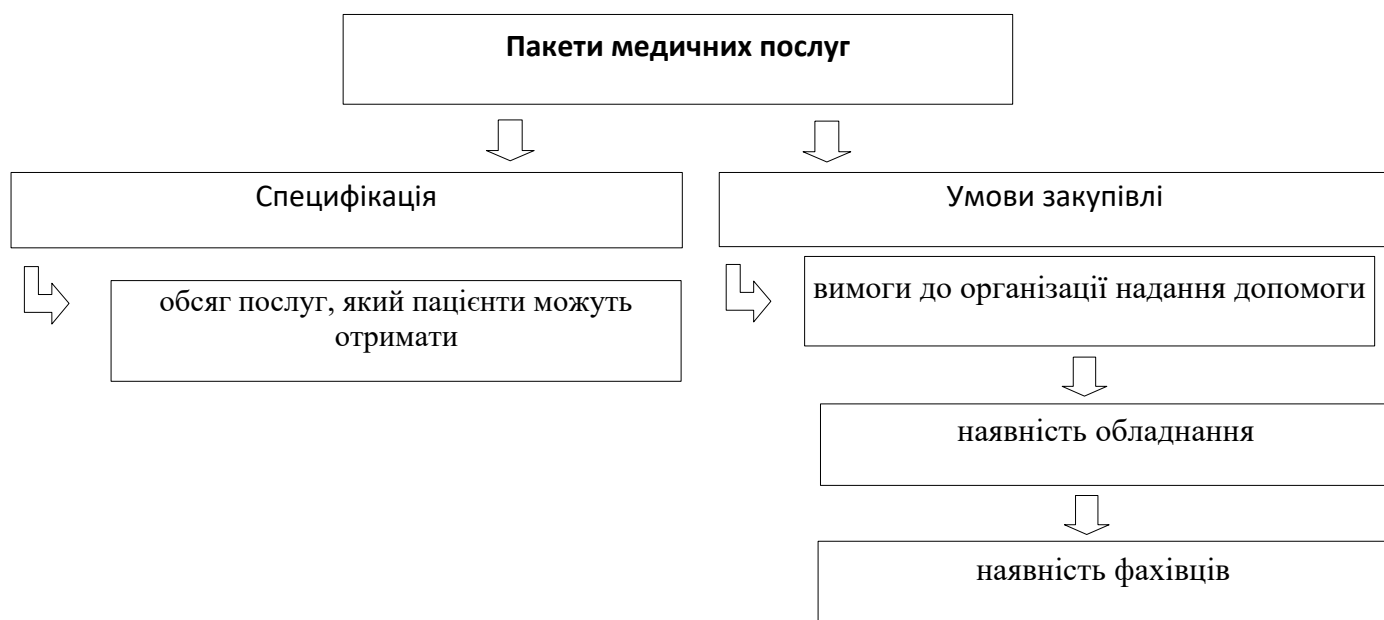 Пакети медичних послуг
Специфікація
Умови закупівлі
обсяг послуг, який пацієнти можуть
отримати
вимоги до організації надання допомоги
наявність обладнання
наявність фахівців